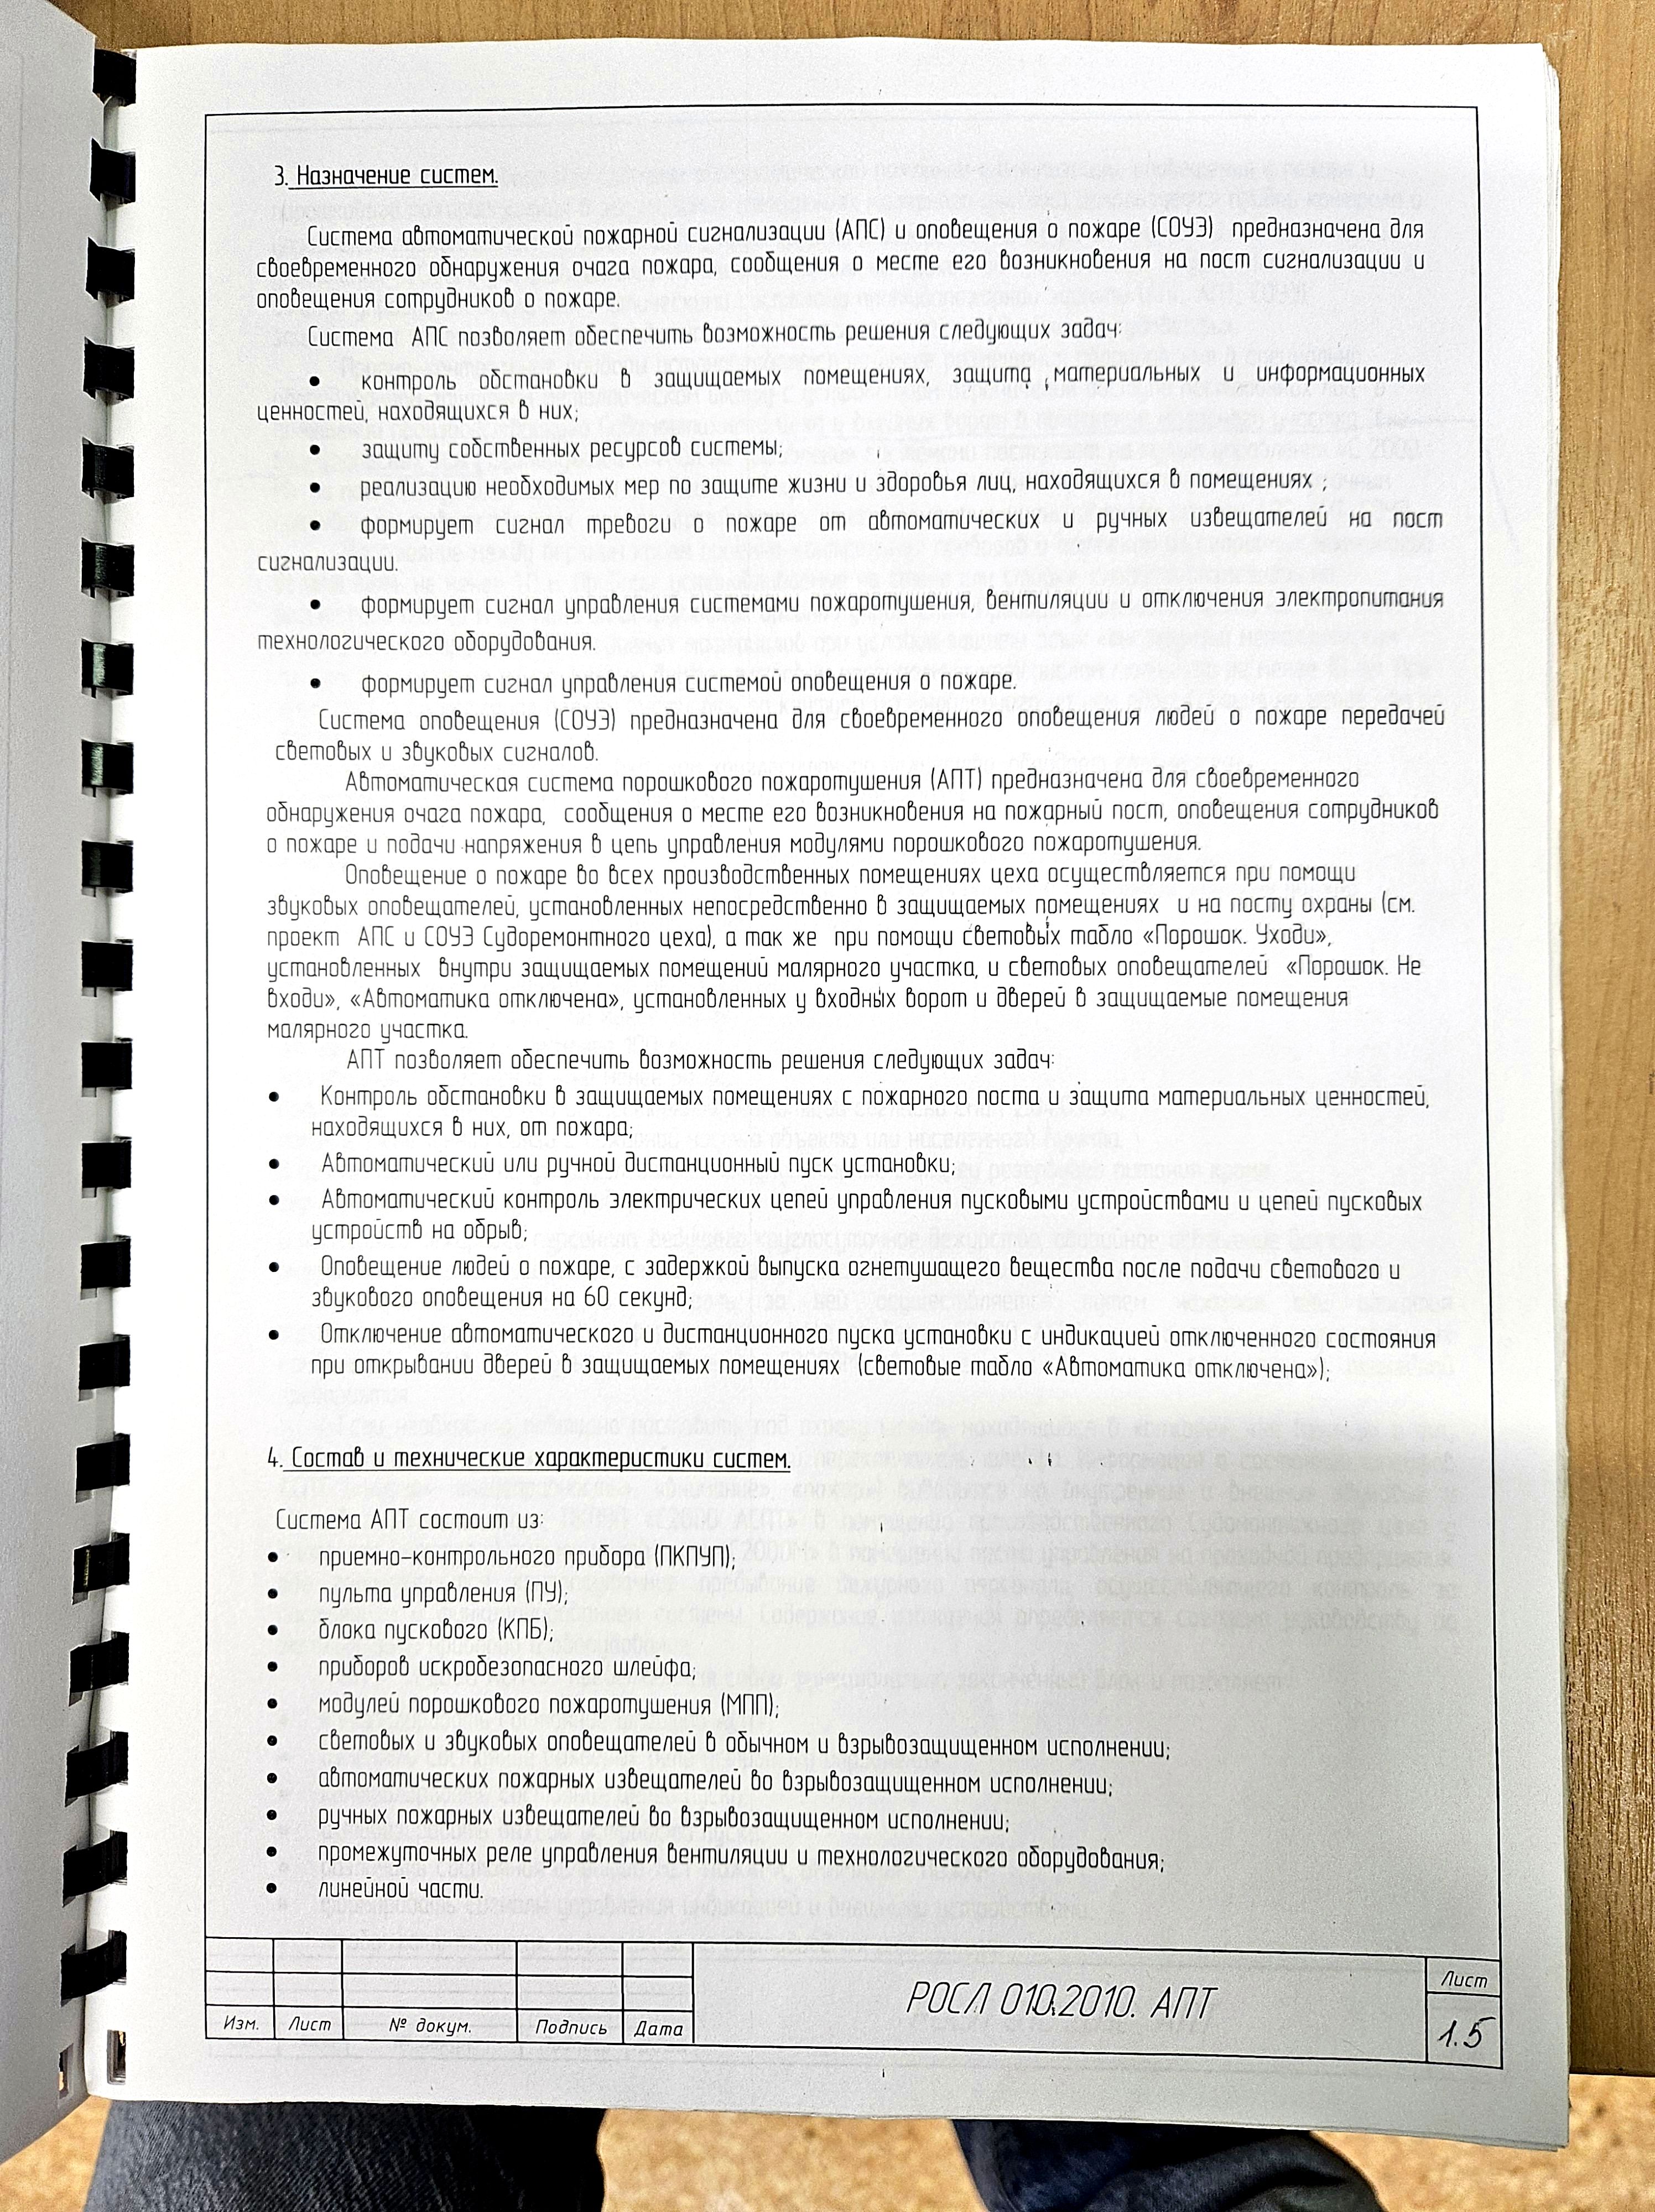 3. Назначение систем.
Система автоматической пожарной сигнализации (АПС) и оповещения о пожаре (СОУЭ) предназначена для
своевременного обнаружения очага пожара, сообщения о месте его возникновения на пост сигнализации и
оповещения сотрудников о пожаре.
Система АПС позволяет обеспечить возможность решения следующих задач:
• контроль обстановки в защищаемых помещениях, защита материальных и информационных
ценностей, находящихся в них;
• защиту собственных ресурсов системы;
• реализацию необходимых мер по защите жизни и здоровья лиц, находящихся в помещениях ;
• формирует сигнал тревоги о пожаре от автоматических и ручных извещателей на пост
сигнализации.
• формирует сигнал управления системами пожаротушения, вентиляции и отключения электропитания
технологического оборудования.
• формирует сигнал управления системой оповещения о пожаре.
Система оповещения (СОУЭ) предназначена для своевременного оповещения людей о пожаре передачей
световых и звуковых сигналов.
Автоматическая система порошкового пожаротушения (АПТ) предназначена для своевременного
обнаружения очага пожара, сообщения о месте его возникновения на пожарный пост, оповещения сотрудников
о пожаре и подачи напряжения в цепь управления модулями порошкового пожаротушения.
Оповещение о пожаре во всех производственных помещениях цеха осуществляется при помощи
звуковых оповещателей, установленных непосредственно в защищаемых помещениях и на посту охраны (см.
проект АПС и СОУЭ Судоремонтного цеха), а так же при помощи световых табло «Порошок. Уходи»,
установленных внутри защищаемых помещений малярного участка, и световых оповещателей «Порошок. Не
входи», «Автоматика отключена», установленных у входных ворот и дверей в защищаемые помещения
малярного участка.
АПТ позволяет обеспечить возможность решения следующих задач:
• Контроль обстановки в защищаемых помещениях с пожарного поста и защита материальных ценностей,
находящихся в них, от пожара;
• Автоматический или ручной дистанционный пуск установки;
• Автоматический контроль электрических цепей управления пусковыми устройствами и цепей пусковых
устройств на обрыв;
• Оповещение людей о пожаре, с задержкой выпуска огнетушащего вещества после подачи светового и
звукового оповещения на 60 секунд;
• Отключение автоматического и дистанционного пуска установки с индикацией отключенного состояния
при открывании дверей в защищаемых помещениях (световые табло «Автоматика отключена»);
4. Состав и технические характеристики систем.
Система АПТ состоит из:
• приемно-контрольного прибора (ПКПУП);
• пульта управления (ПУ);
• блока пускового (КПБ);
• приборов искробезопасного шлейфа;
• модулей порошкового пожаротушения (МПП);
• световых и звуковых оповещателей в обычном и взрывозащищенном исполнении;
• автоматических пожарных извещателей во взрывозащищенном исполнении;
• ручных пожарных извещателей во взрывозащищенном исполнении;
• промежуточных реле управления вентиляции и технологического оборудования;
• линейной части.
Изм. Лист № докум. Подпись Дата
РОСЛ 010.2010. АПТ
Лист
1.5